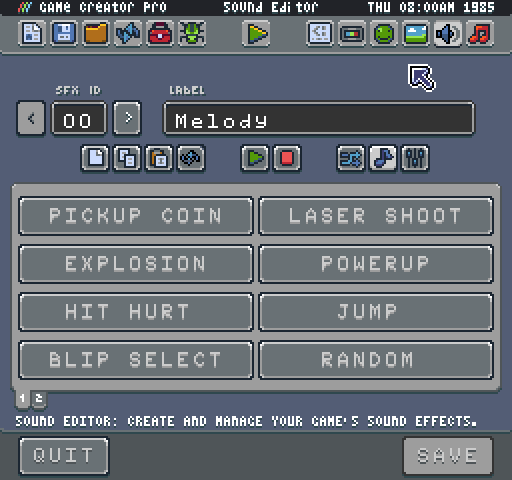 Game Creator Pro Sound Editor THU 08:00AM 1985
SFX ID LABEL
< 00 > Melody
PICKUP COIN LASER SHOOT
EXPLOSION POWERUP
HIT HURT JUMP
BLIP SELECT RANDOM
1 2
SOUND EDITOR: CREATE AND MANAGE YOUR GAME'S SOUND EFFECTS.
QUIT SAVE